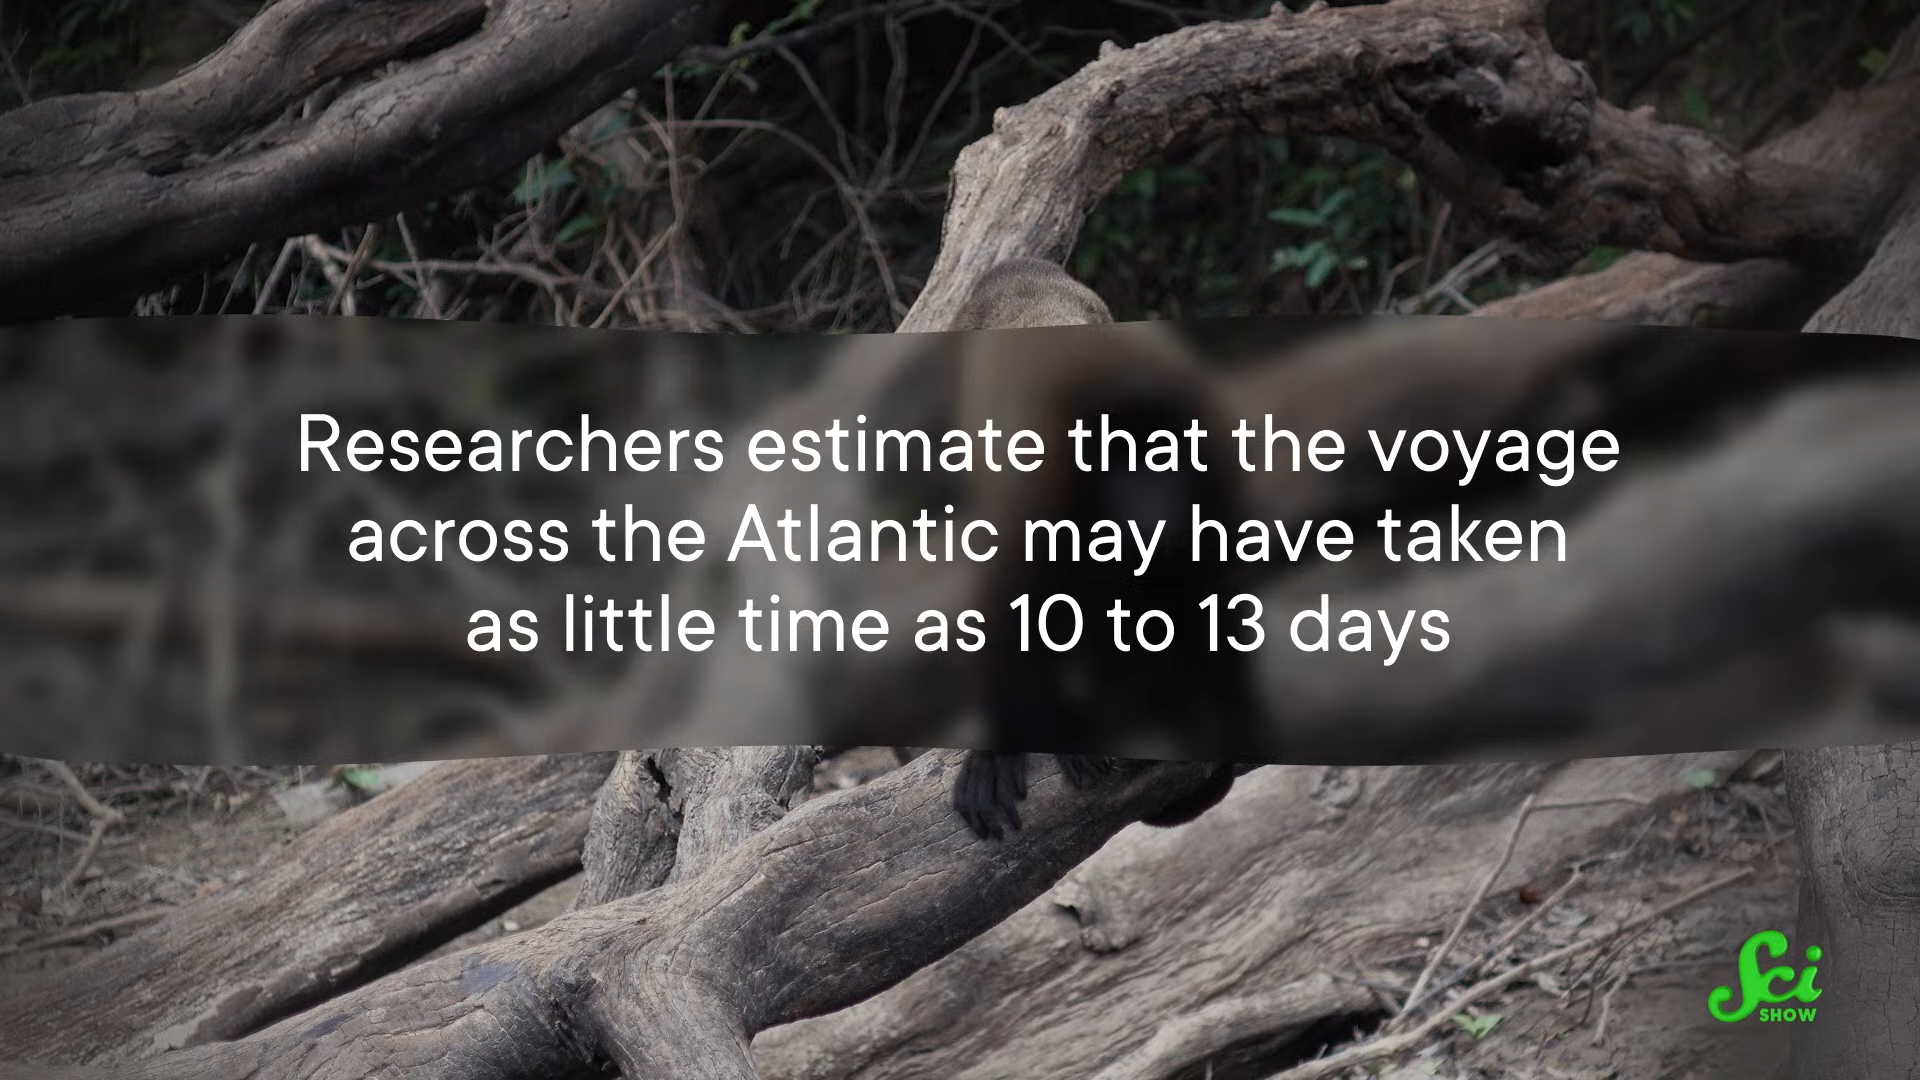 Researchers estimate that the voyage
across the Atlantic may have taken
as little time as 10 to 13 days
Sci
SHOW